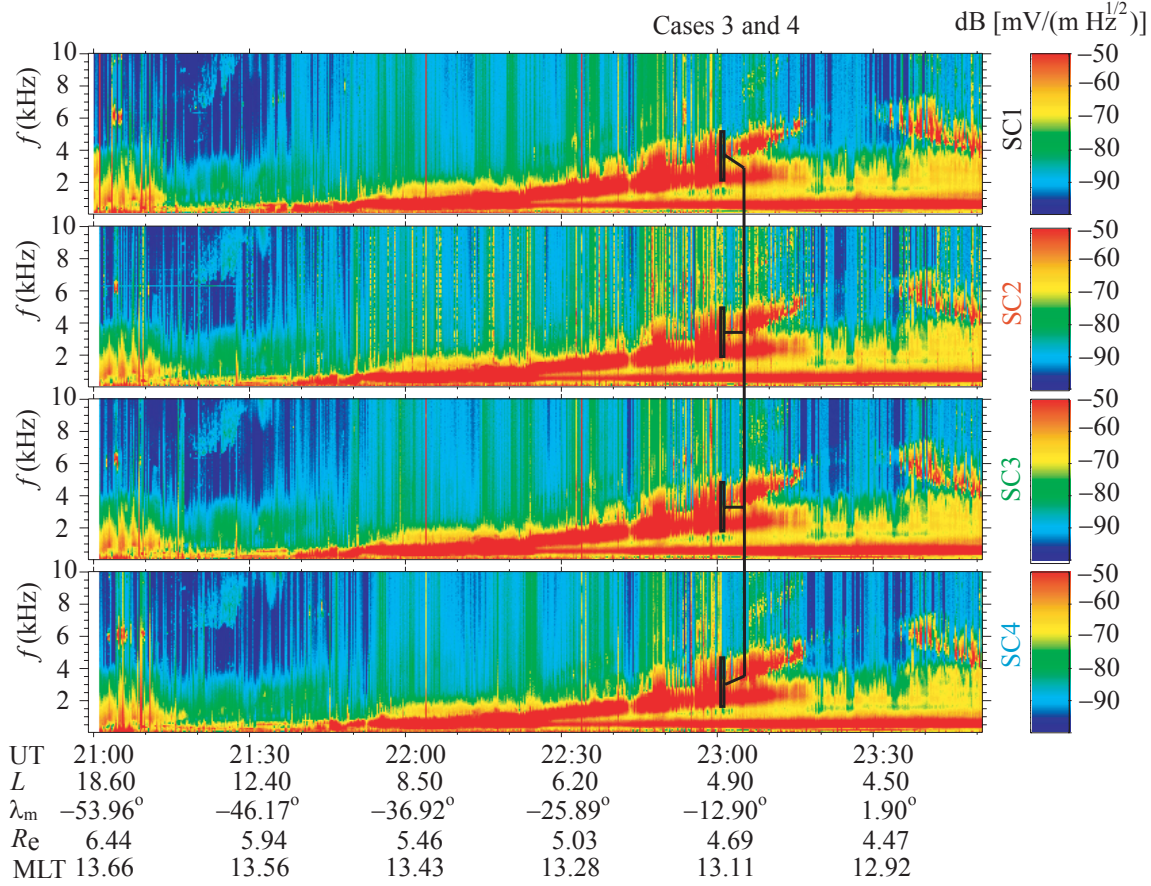 Cases 3 and 4
dB [mV/(m Hz1/2)]
10
8
6
4
2
f (kHz)
−50
−60
−70
−80
−90
SC1
10
8
6
4
2
f (kHz)
−50
−60
−70
−80
−90
SC2
10
8
6
4
2
f (kHz)
−50
−60
−70
−80
−90
SC3
10
8
6
4
2
f (kHz)
−50
−60
−70
−80
−90
SC4
UT 21:00 21:30 22:00 22:30 23:00 23:30
L 18.60 12.40 8.50 6.20 4.90 4.50
λm −53.96° −46.17° −36.92° −25.89° −12.90° 1.90°
Re 6.44 5.94 5.46 5.03 4.69 4.47
MLT 13.66 13.56 13.43 13.28 13.11 12.92